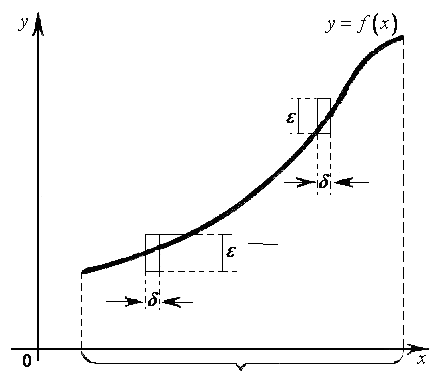 y
y = f(x)
ε
δ
ε
δ
0
x